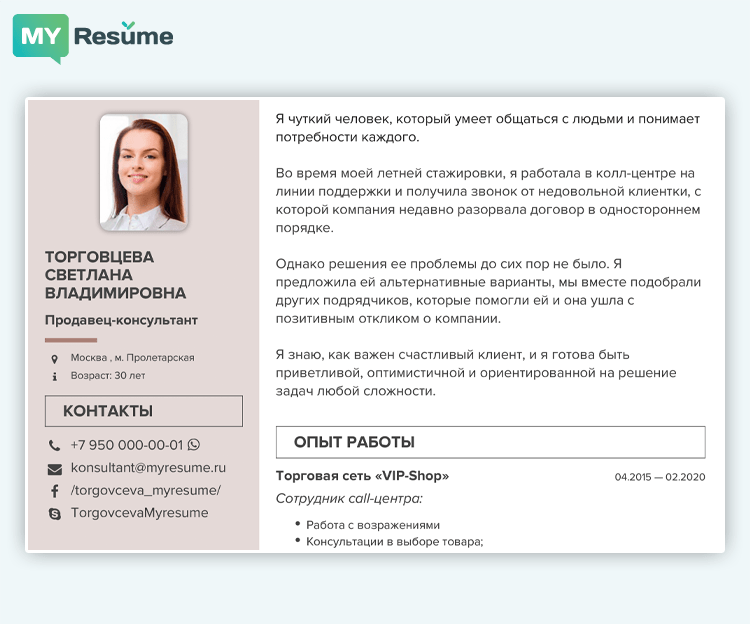 MY Resume
ТОРГОВЦЕВА
СВЕТЛАНА
ВЛАДИМИРОВНА
Продавец-консультант
Москва , м. Пролетарская
Возраст: 30 лет
КОНТАКТЫ
+7 950 000-00-01
konsultant@myresume.ru
/torgovceva_myresume/
TorgovcevaMyresume
Я чуткий человек, который умеет общаться с людьми и понимает
потребности каждого.
Во время моей летней стажировки, я работала в колл-центре на
линии поддержки и получила звонок от недовольной клиентки, с
которой компания недавно разорвала договор в одностороннем
порядке.
Однако решения ее проблемы до сих пор не было. Я
предложила ей альтернативные варианты, мы вместе подобрали
других подрядчиков, которые помогли ей и она ушла с
позитивным откликом о компании.
Я знаю, как важен счастливый клиент, и я готова быть
приветливой, оптимистичной и ориентированной на решение
задач любой сложности.
ОПЫТ РАБОТЫ
Торговая сеть «VIP-Shop» 04.2015 — 02.2020
Сотрудник call-центра:
• Работа с возражениями
• Консультации в выборе товара;